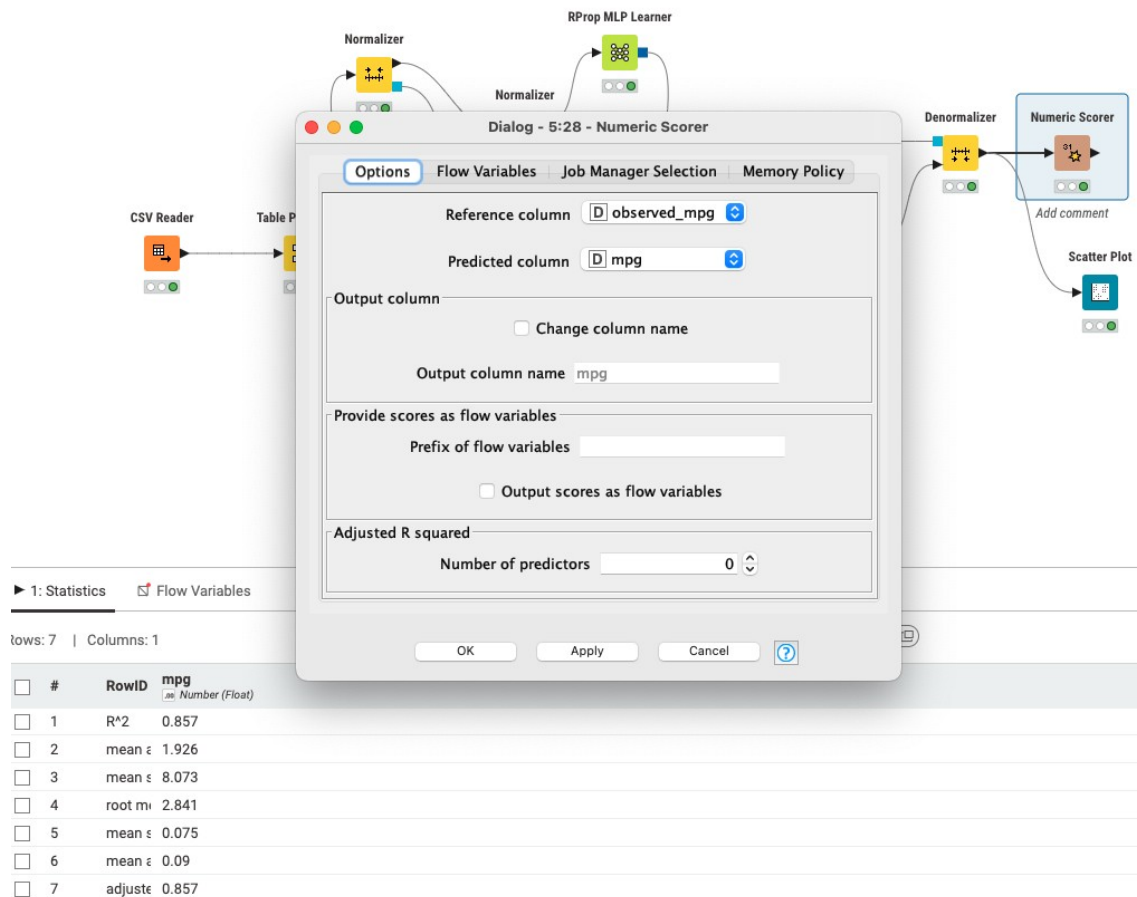 RProp MLP Learner
Normalizer
Normalizer
Dialog - 5:28 - Numeric Scorer
Denormalizer
Numeric Scorer
Options Flow Variables Job Manager Selection Memory Policy
Reference column D observed_mpg
Predicted column D mpg
CSV Reader
Table P
Add comment
Scatter Plot
Output column
Change column name
Output column name mpg
Provide scores as flow variables
Prefix of flow variables
Output scores as flow variables
Adjusted R squared
Number of predictors 0
1: Statistics Flow Variables
Rows: 7 | Columns: 1
OK Apply Cancel ?
# RowID mpg
Number (Float)
1 R^2 0.857
2 mean a 1.926
3 mean s 8.073
4 root m 2.841
5 mean s 0.075
6 mean a 0.09
7 adjuste 0.857